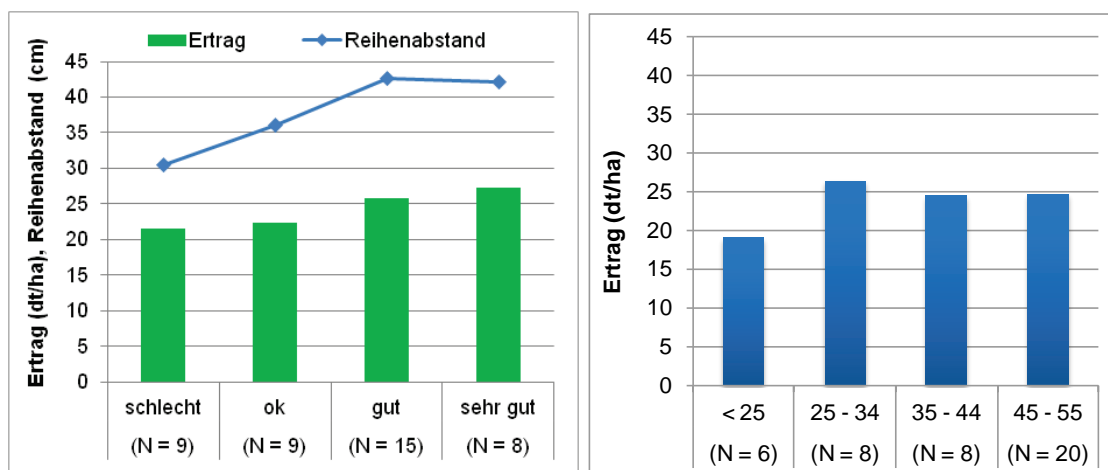 Ertrag Reihenabstand
Ertrag (dt/ha), Reihenabstand (cm)
45
40
35
30
25
20
15
10
5
0
schlecht ok gut sehr gut
(N = 9) (N = 9) (N = 15) (N = 8)
Ertrag (dt/ha)
45
40
35
30
25
20
15
10
5
0
< 25 25 - 34 35 - 44 45 - 55
(N = 6) (N = 8) (N = 8) (N = 20)